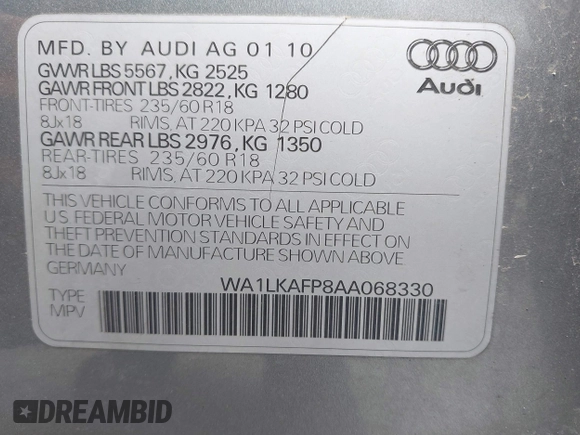 MFD. BY AUDI AG 01 10
GVWR LBS 5567, KG 2525
GAWR FRONT LBS 2822, KG 1280
FRONT-TIRES 235/60 R18
8Jx18 RIMS, AT 220 KPA 32 PSI COLD
GAWR REAR LBS 2976, KG 1350
REAR-TIRES 235/60 R18
8Jx18 RIMS, AT 220 KPA 32 PSI COLD
Audi
THIS VEHICLE CONFORMS TO ALL APPLICABLE
U.S. FEDERAL MOTOR VEHICLE SAFETY AND
THEFT PREVENTION STANDARDS IN EFFECT ON
THE DATE OF MANUFACTURE SHOWN ABOVE
GERMANY
WA1LKAFP8AA068330
TYPE
MPV
DREAMBID